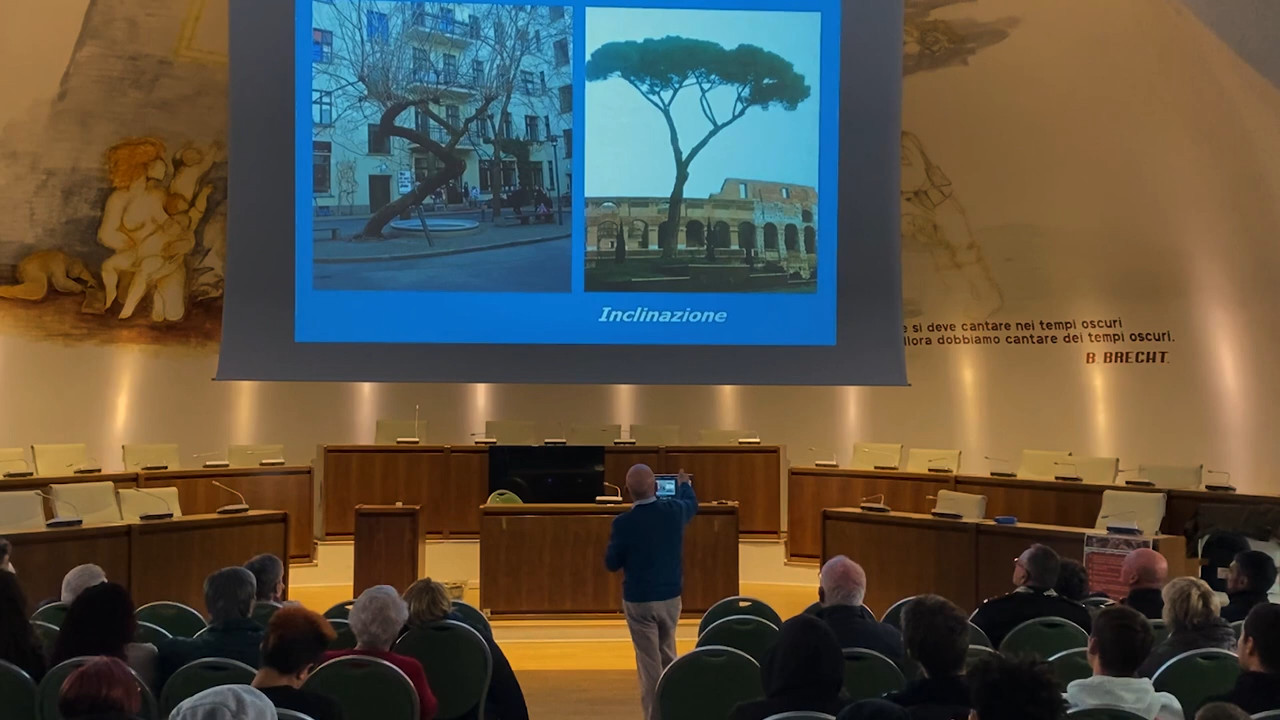 Inclinazione
e si deve cantare nei tempi oscuri
llora dobbiamo cantare dei tempi oscuri.
B. BRECHT.